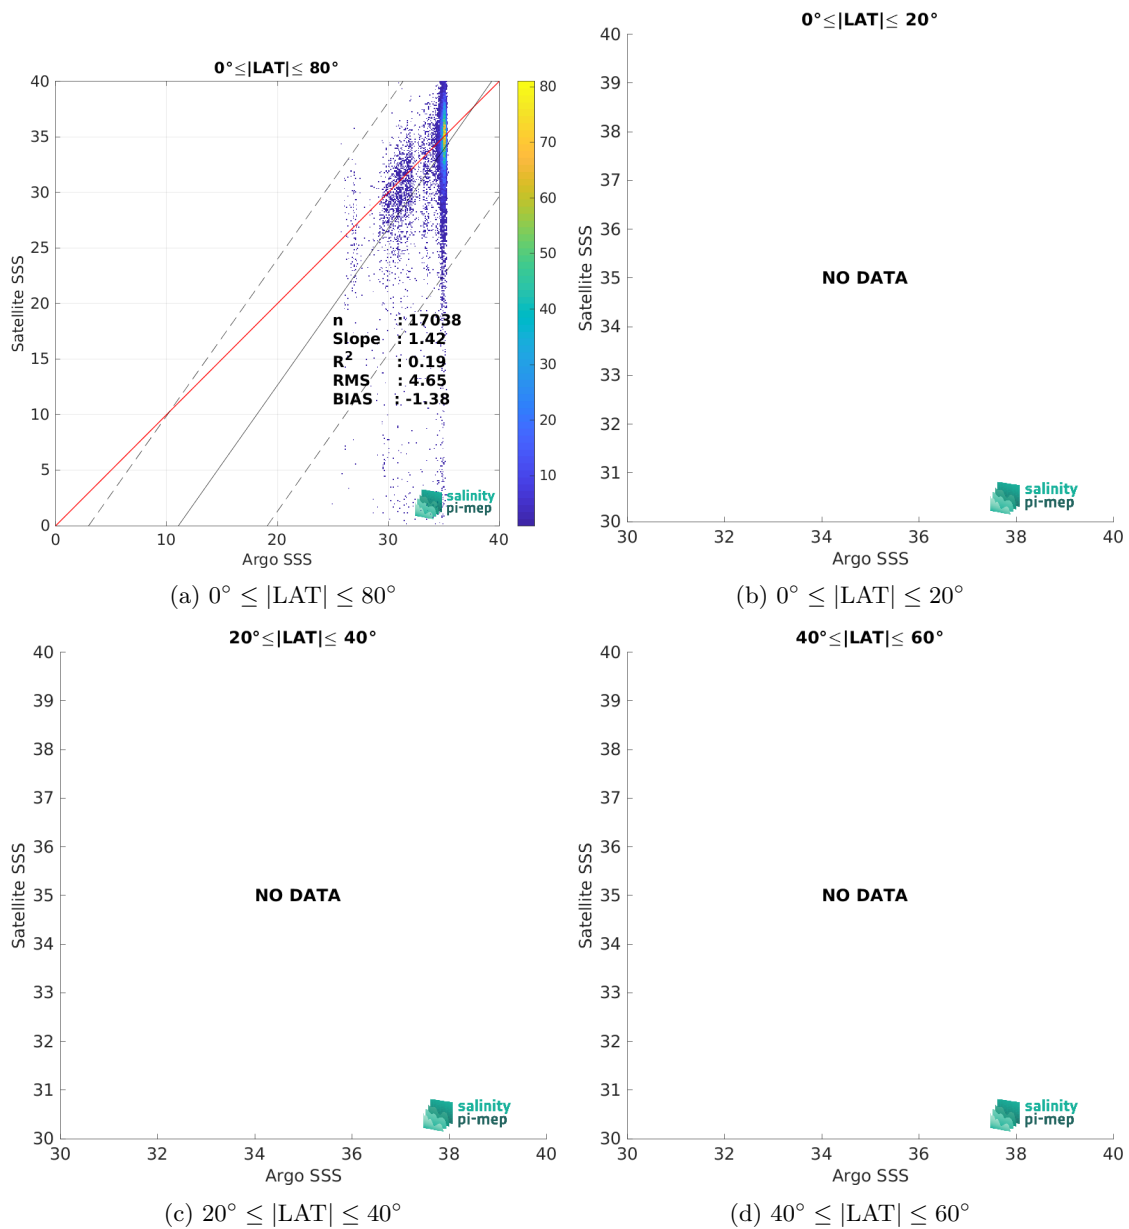 0°≤|LAT|≤ 80°
40
35
30
25
20
15
10
5
0
Satellite SSS
n : 17038
Slope : 1.42
R2 : 0.19
RMS : 4.65
BIAS : -1.38
salinity
pi-mep
0 10 20 30 40
Argo SSS
80
70
60
50
40
30
20
10
(a) 0° ≤ |LAT| ≤ 80°
0°≤|LAT|≤ 20°
40
39
38
37
36
35
34
33
32
31
30
Satellite SSS
NO DATA
salinity
pi-mep
30 32 34 36 38 40
Argo SSS
(b) 0° ≤ |LAT| ≤ 20°
20°≤|LAT|≤ 40°
40
39
38
37
36
35
34
33
32
31
30
Satellite SSS
NO DATA
salinity
pi-mep
30 32 34 36 38 40
Argo SSS
(c) 20° ≤ |LAT| ≤ 40°
40°≤|LAT|≤ 60°
40
39
38
37
36
35
34
33
32
31
30
Satellite SSS
NO DATA
salinity
pi-mep
30 32 34 36 38 40
Argo SSS
(d) 40° ≤ |LAT| ≤ 60°